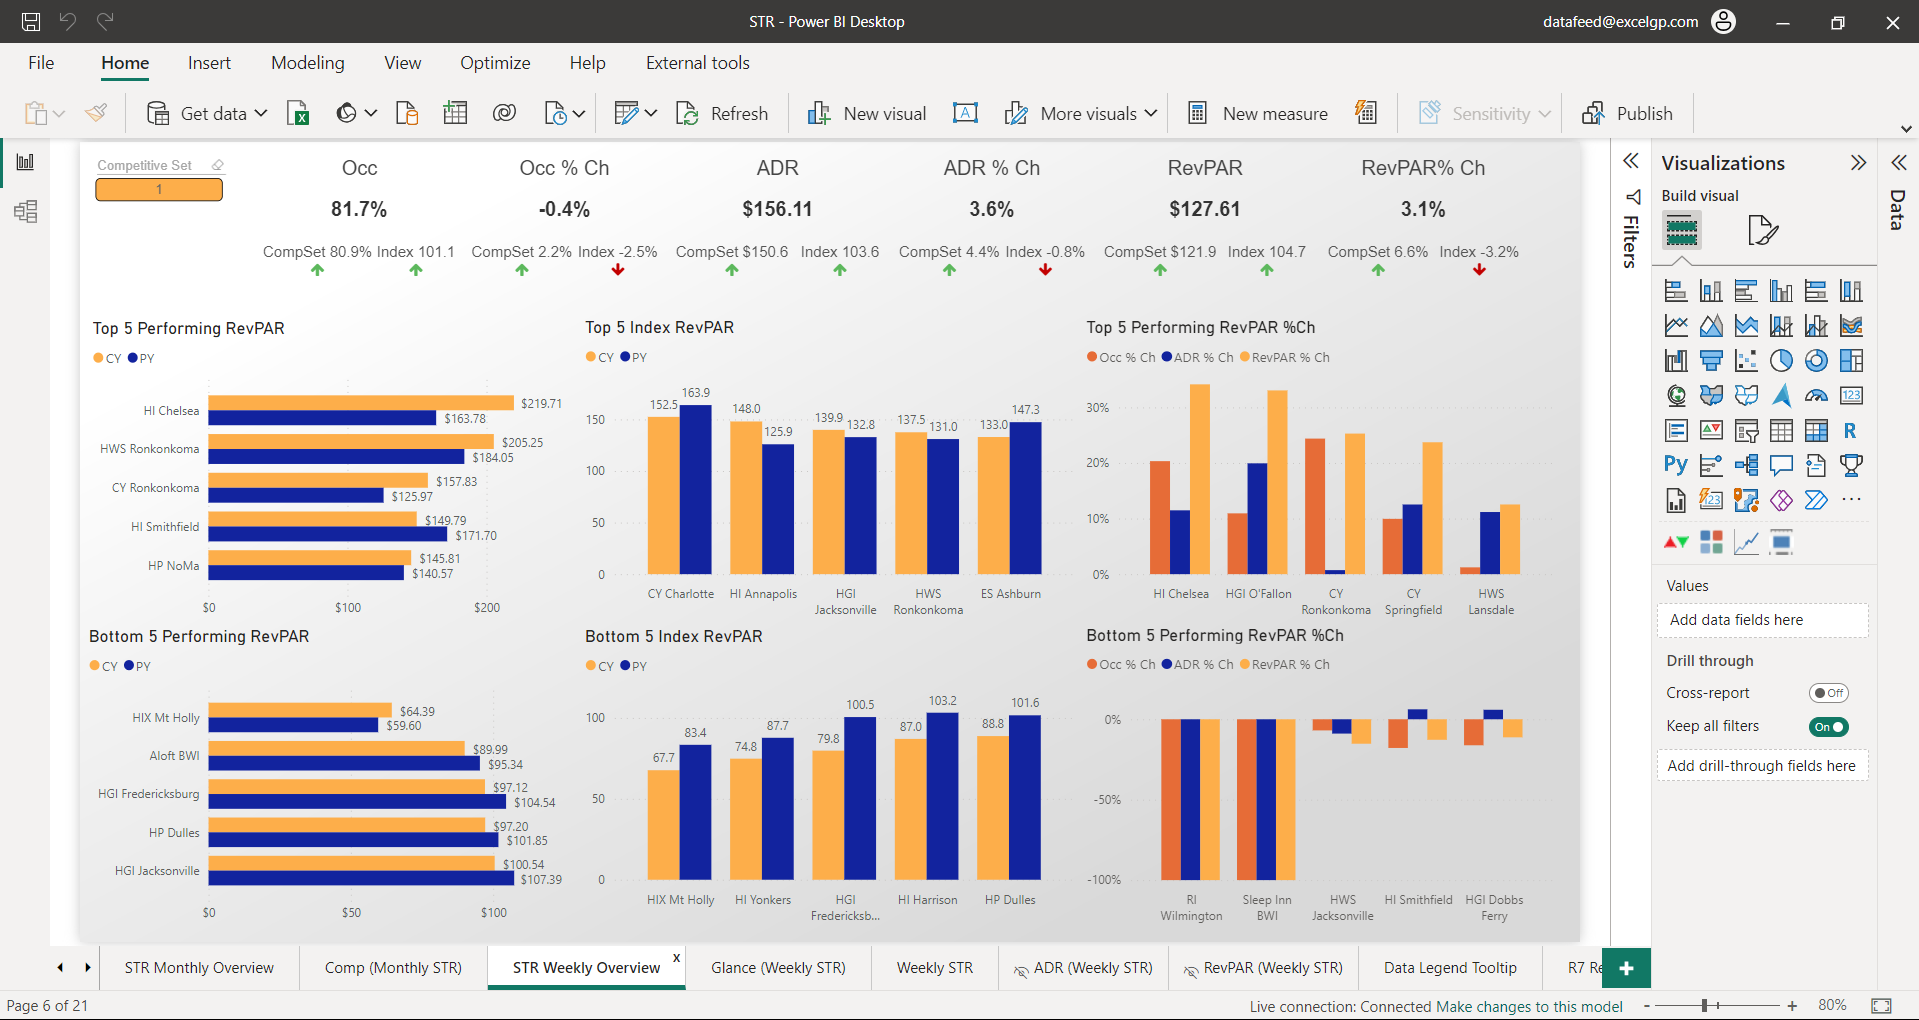 STR - Power BI Desktop
datafeed@excelgp.com
File Home Insert Modeling View Optimize Help External tools
Get data Refresh New visual More visuals New measure Sensitivity Publish
Competitive Set
1
Occ
81.7%
CompSet 80.9% Index 101.1
Occ % Ch
-0.4%
CompSet 2.2% Index -2.5%
ADR
$156.11
CompSet $150.6 Index 103.6
ADR % Ch
3.6%
CompSet 4.4% Index -0.8%
RevPAR
$127.61
CompSet $121.9 Index 104.7
RevPAR% Ch
3.1%
CompSet 6.6% Index -3.2%
Top 5 Performing RevPAR
CY PY
HI Chelsea $219.71
$163.78
HWS Ronkonkoma $205.25
$184.05
CY Ronkonkoma $157.83
$125.97
HI Smithfield $149.79
$171.70
HP NoMa $145.81
$140.57
$0 $100 $200
Top 5 Index RevPAR
CY PY
152.5 163.9 148.0 125.9 139.9 132.8 137.5 131.0 133.0 147.3
150
100
50
0
CY Charlotte HI Annapolis HGI Jacksonville HWS Ronkonkoma ES Ashburn
Top 5 Performing RevPAR %Ch
Occ % Ch ADR % Ch RevPAR % Ch
30%
20%
10%
0%
HI Chelsea HGI O'Fallon CY Ronkonkoma CY Springfield HWS Lansdale
Bottom 5 Performing RevPAR
CY PY
HIX Mt Holly $64.39
$59.60
Aloft BWI $89.99
$95.34
HGI Fredericksburg $97.12
$104.54
HP Dulles $97.20
$101.85
HGI Jacksonville $100.54
$107.39
$0 $50 $100
Bottom 5 Index RevPAR
CY PY
67.7 83.4 74.8 87.7 79.8 100.5 87.0 103.2 88.8 101.6
100
50
0
HIX Mt Holly HI Yonkers HGI Fredericksb... HI Harrison HP Dulles
Bottom 5 Performing RevPAR %Ch
Occ % Ch ADR % Ch RevPAR % Ch
0%
-50%
-100%
RI Wilmington Sleep Inn BWI HWS Jacksonville HI Smithfield HGI Dobbs Ferry
Filters
Visualizations
Build visual
123
R
Py
123
...
Values
Add data fields here
Drill through
Cross-report Off
Keep all filters On
Add drill-through fields here
Data
STR Monthly Overview Comp (Monthly STR) STR Weekly Overview x Glance (Weekly STR) Weekly STR ADR (Weekly STR) RevPAR (Weekly STR) Data Legend Tooltip R7 Re +
Page 6 of 21
Live connection: Connected Make changes to this model - + 80%